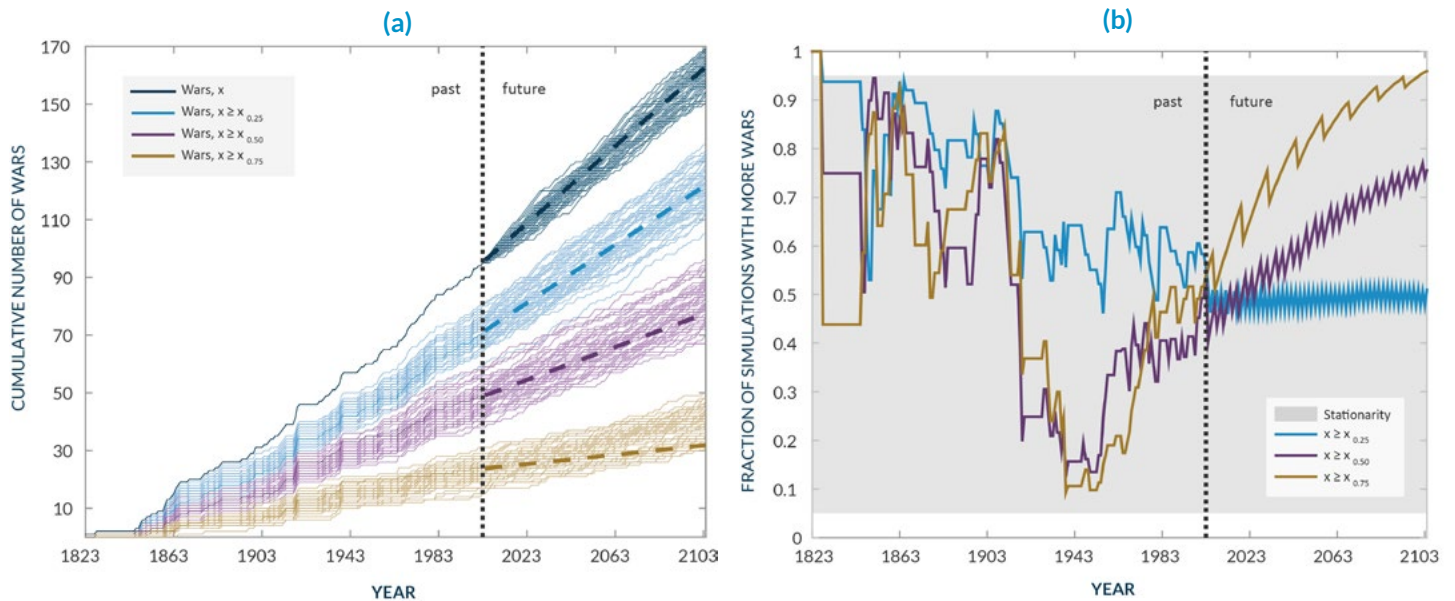 (a)
170
150
130
110
90
70
50
30
10
CUMULATIVE NUMBER OF WARS
Wars, x
Wars, x ≥ x 0.25
Wars, x ≥ x 0.50
Wars, x ≥ x 0.75
past
future
1823 1863 1903 1943 1983 2023 2063 2103
YEAR
(b)
1
0.9
0.8
0.7
0.6
0.5
0.4
0.3
0.2
0.1
0
FRACTION OF SIMULATIONS WITH MORE WARS
past
future
Stationarity
x ≥ x 0.25
x ≥ x 0.50
x ≥ x 0.75
1823 1863 1903 1943 1983 2023 2063 2103
YEAR